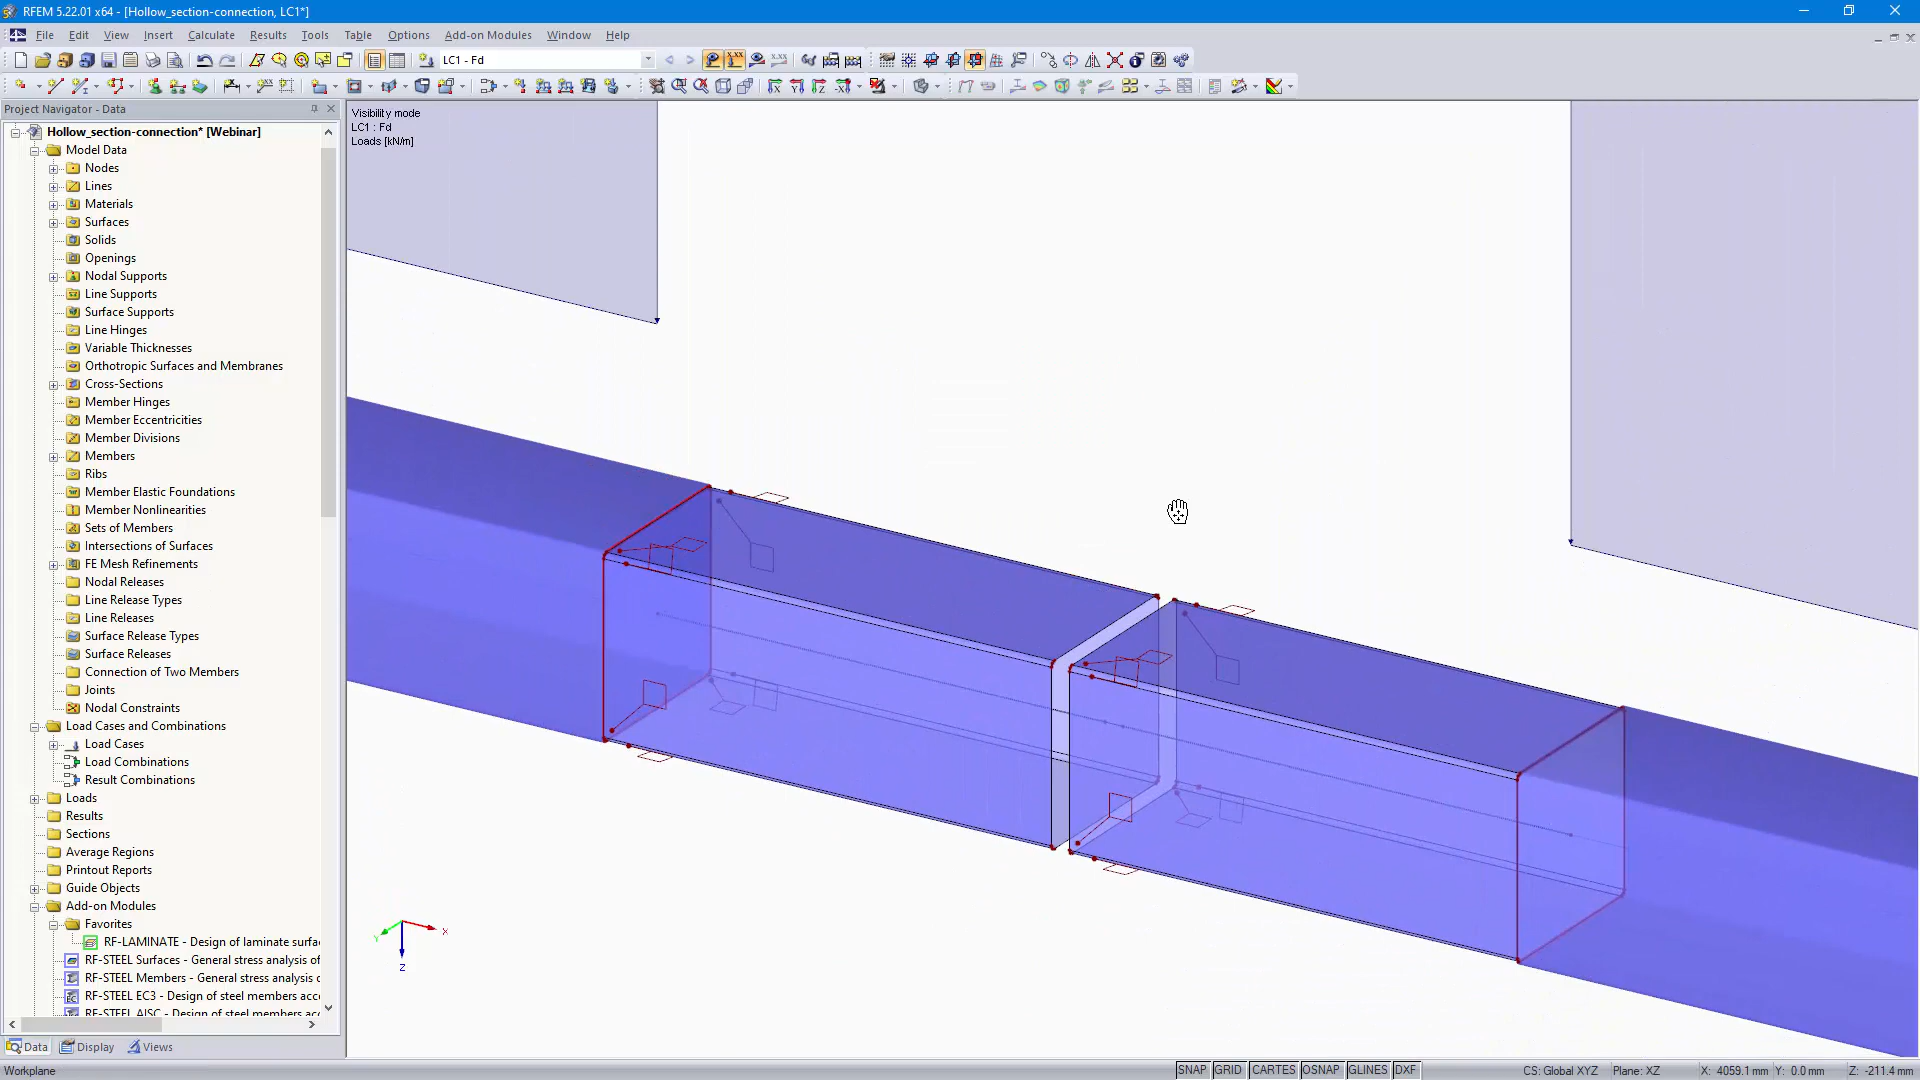 RFEM 5.22.01 x64 - [Hollow_section-connection, LC1*]
File Edit View Insert Calculate Results Tools Table Options Add-on Modules Window Help
LC1 - Fd
Project Navigator - Data
Hollow_section-connection* [Webinar]
Model Data
Nodes
Lines
Materials
Surfaces
Solids
Openings
Nodal Supports
Line Supports
Surface Supports
Line Hinges
Variable Thicknesses
Orthotropic Surfaces and Membranes
Cross-Sections
Member Hinges
Member Eccentricities
Member Divisions
Members
Ribs
Member Elastic Foundations
Member Nonlinearities
Sets of Members
Intersections of Surfaces
FE Mesh Refinements
Nodal Releases
Line Release Types
Line Releases
Surface Release Types
Surface Releases
Connection of Two Members
Joints
Nodal Constraints
Load Cases and Combinations
Load Cases
Load Combinations
Result Combinations
Loads
Results
Sections
Average Regions
Printout Reports
Guide Objects
Add-on Modules
Favorites
RF-LAMINATE - Design of laminate surfa
RF-STEEL Surfaces - General stress analysis of
RF-STEEL Members - General stress analysis o
RF-STEEL EC3 - Design of steel members acc
RF-STEEL AISC - Design of steel members acc
Data Display Views
Visibility mode
LC1 : Fd
Loads [kN/m]
X
Y
Z
Workplane
SNAP GRID CARTES OSNAP GLINES DXF
CS: Global XYZ Plane: XZ X: 4059.1 mm Y: 0.0 mm Z: -211.4 mm